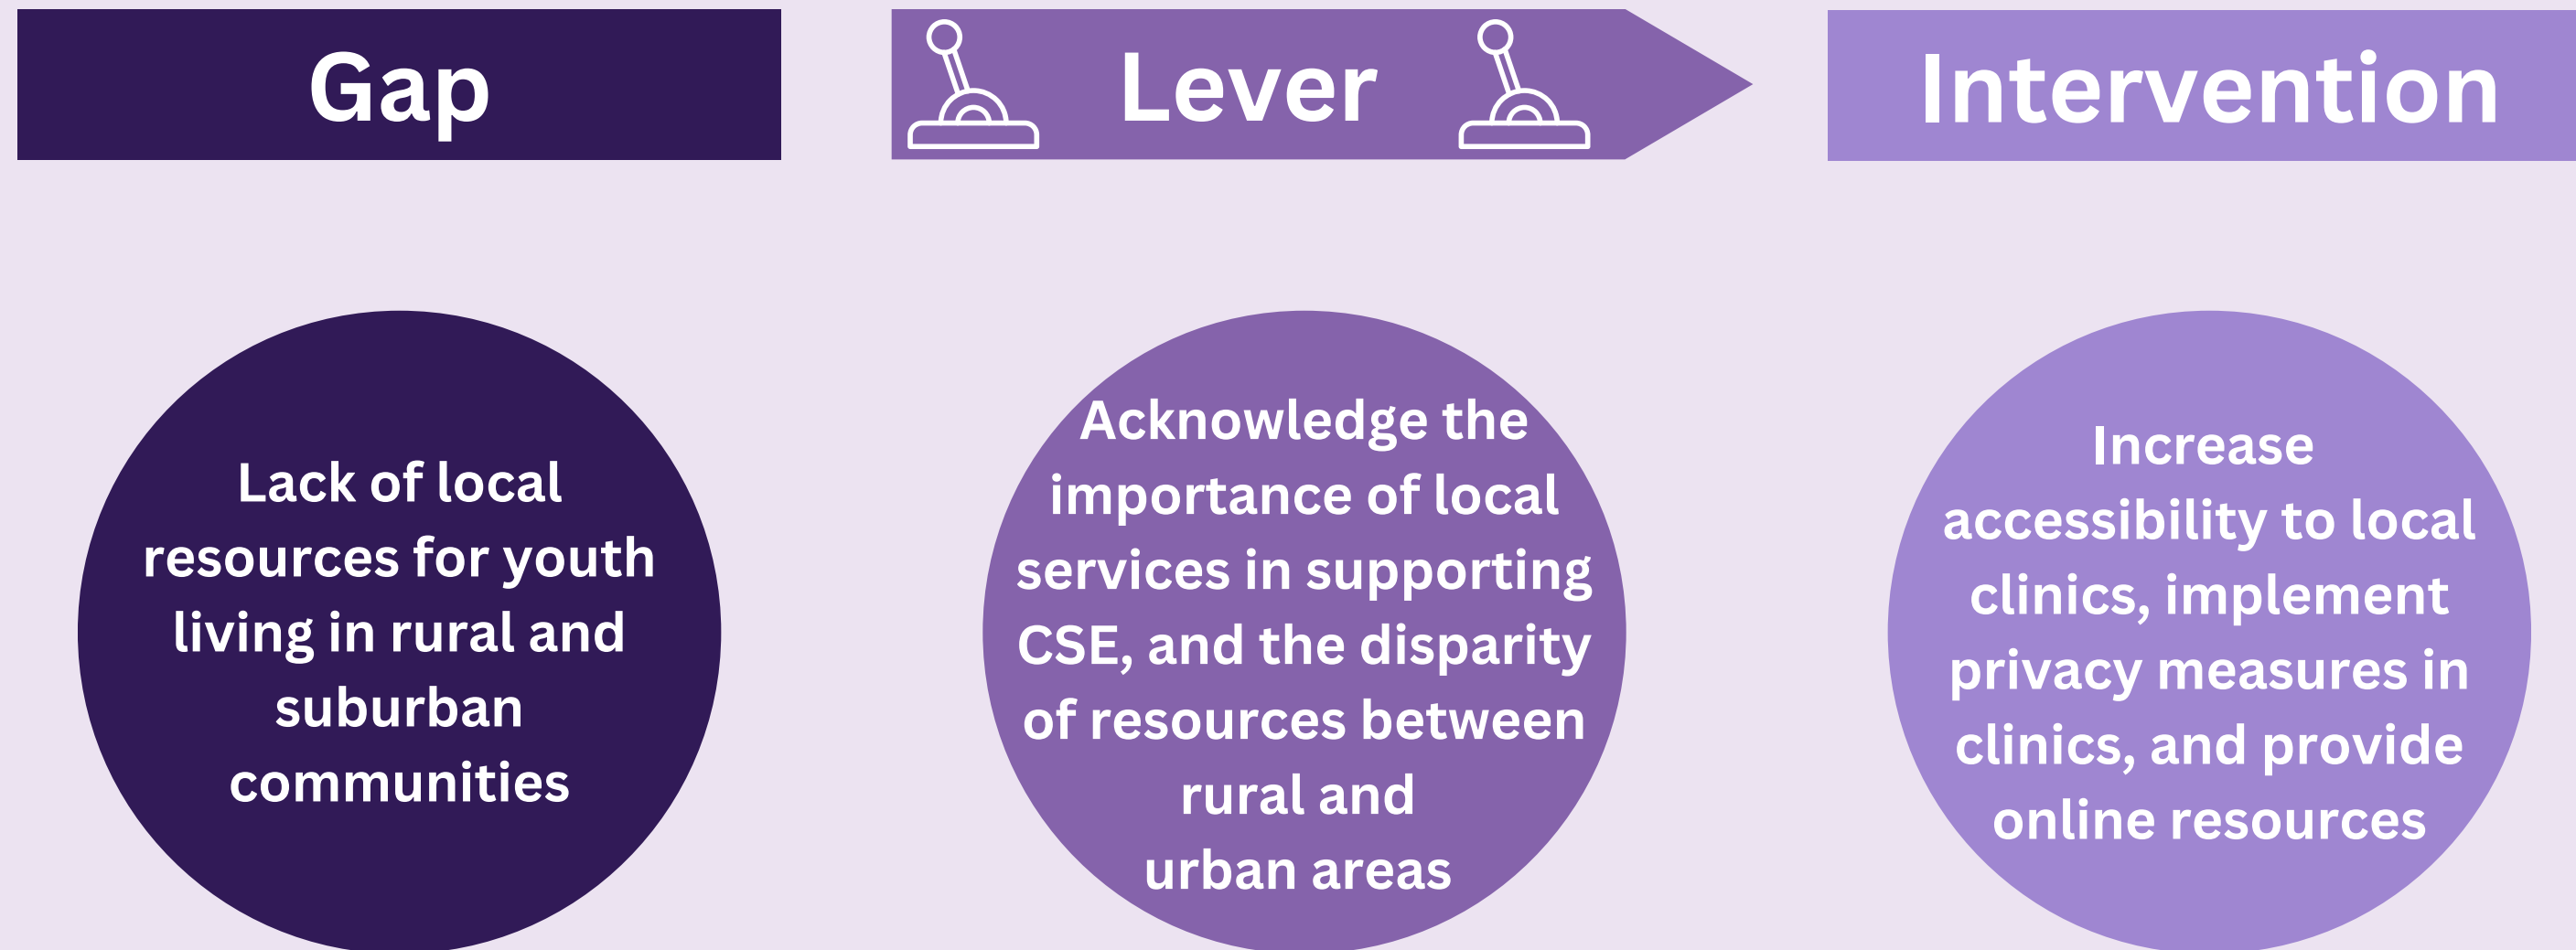 Gap
Lever
Intervention
Lack of local
resources for youth
living in rural and
suburban
communities
Acknowledge the
importance of local
services in supporting
CSE, and the disparity
of resources between
rural and
urban areas
Increase
accessibility to local
clinics, implement
privacy measures in
clinics, and provide
online resources